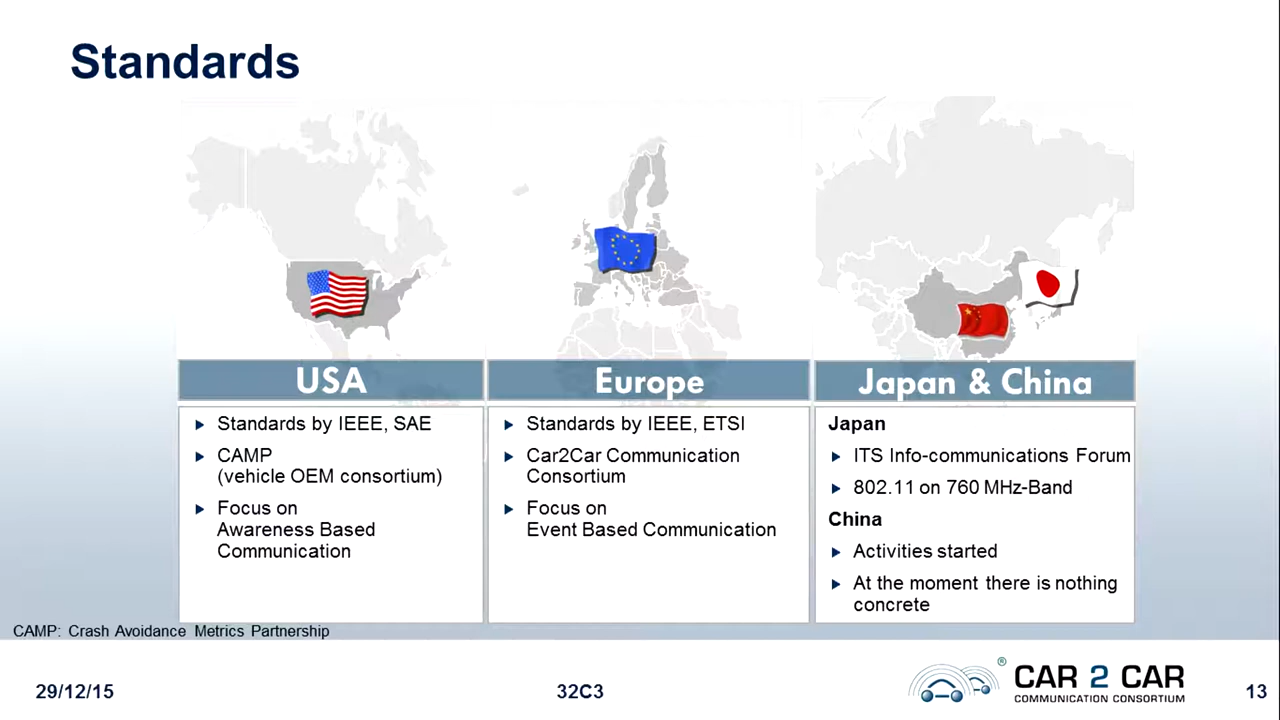 Standards
USA
Standards by IEEE, SAE
CAMP
(vehicle OEM consortium)
Focus on
Awareness Based
Communication
Europe
Standards by IEEE, ETSI
Car2Car Communication
Consortium
Focus on
Event Based Communication
Japan & China
Japan
ITS Info-communications Forum
802.11 on 760 MHz-Band
China
Activities started
At the moment there is nothing
concrete
CAMP: Crash Avoidance Metrics Partnership
29/12/15
32C3
® CAR 2 CAR
COMMUNICATION CONSORTIUM
13